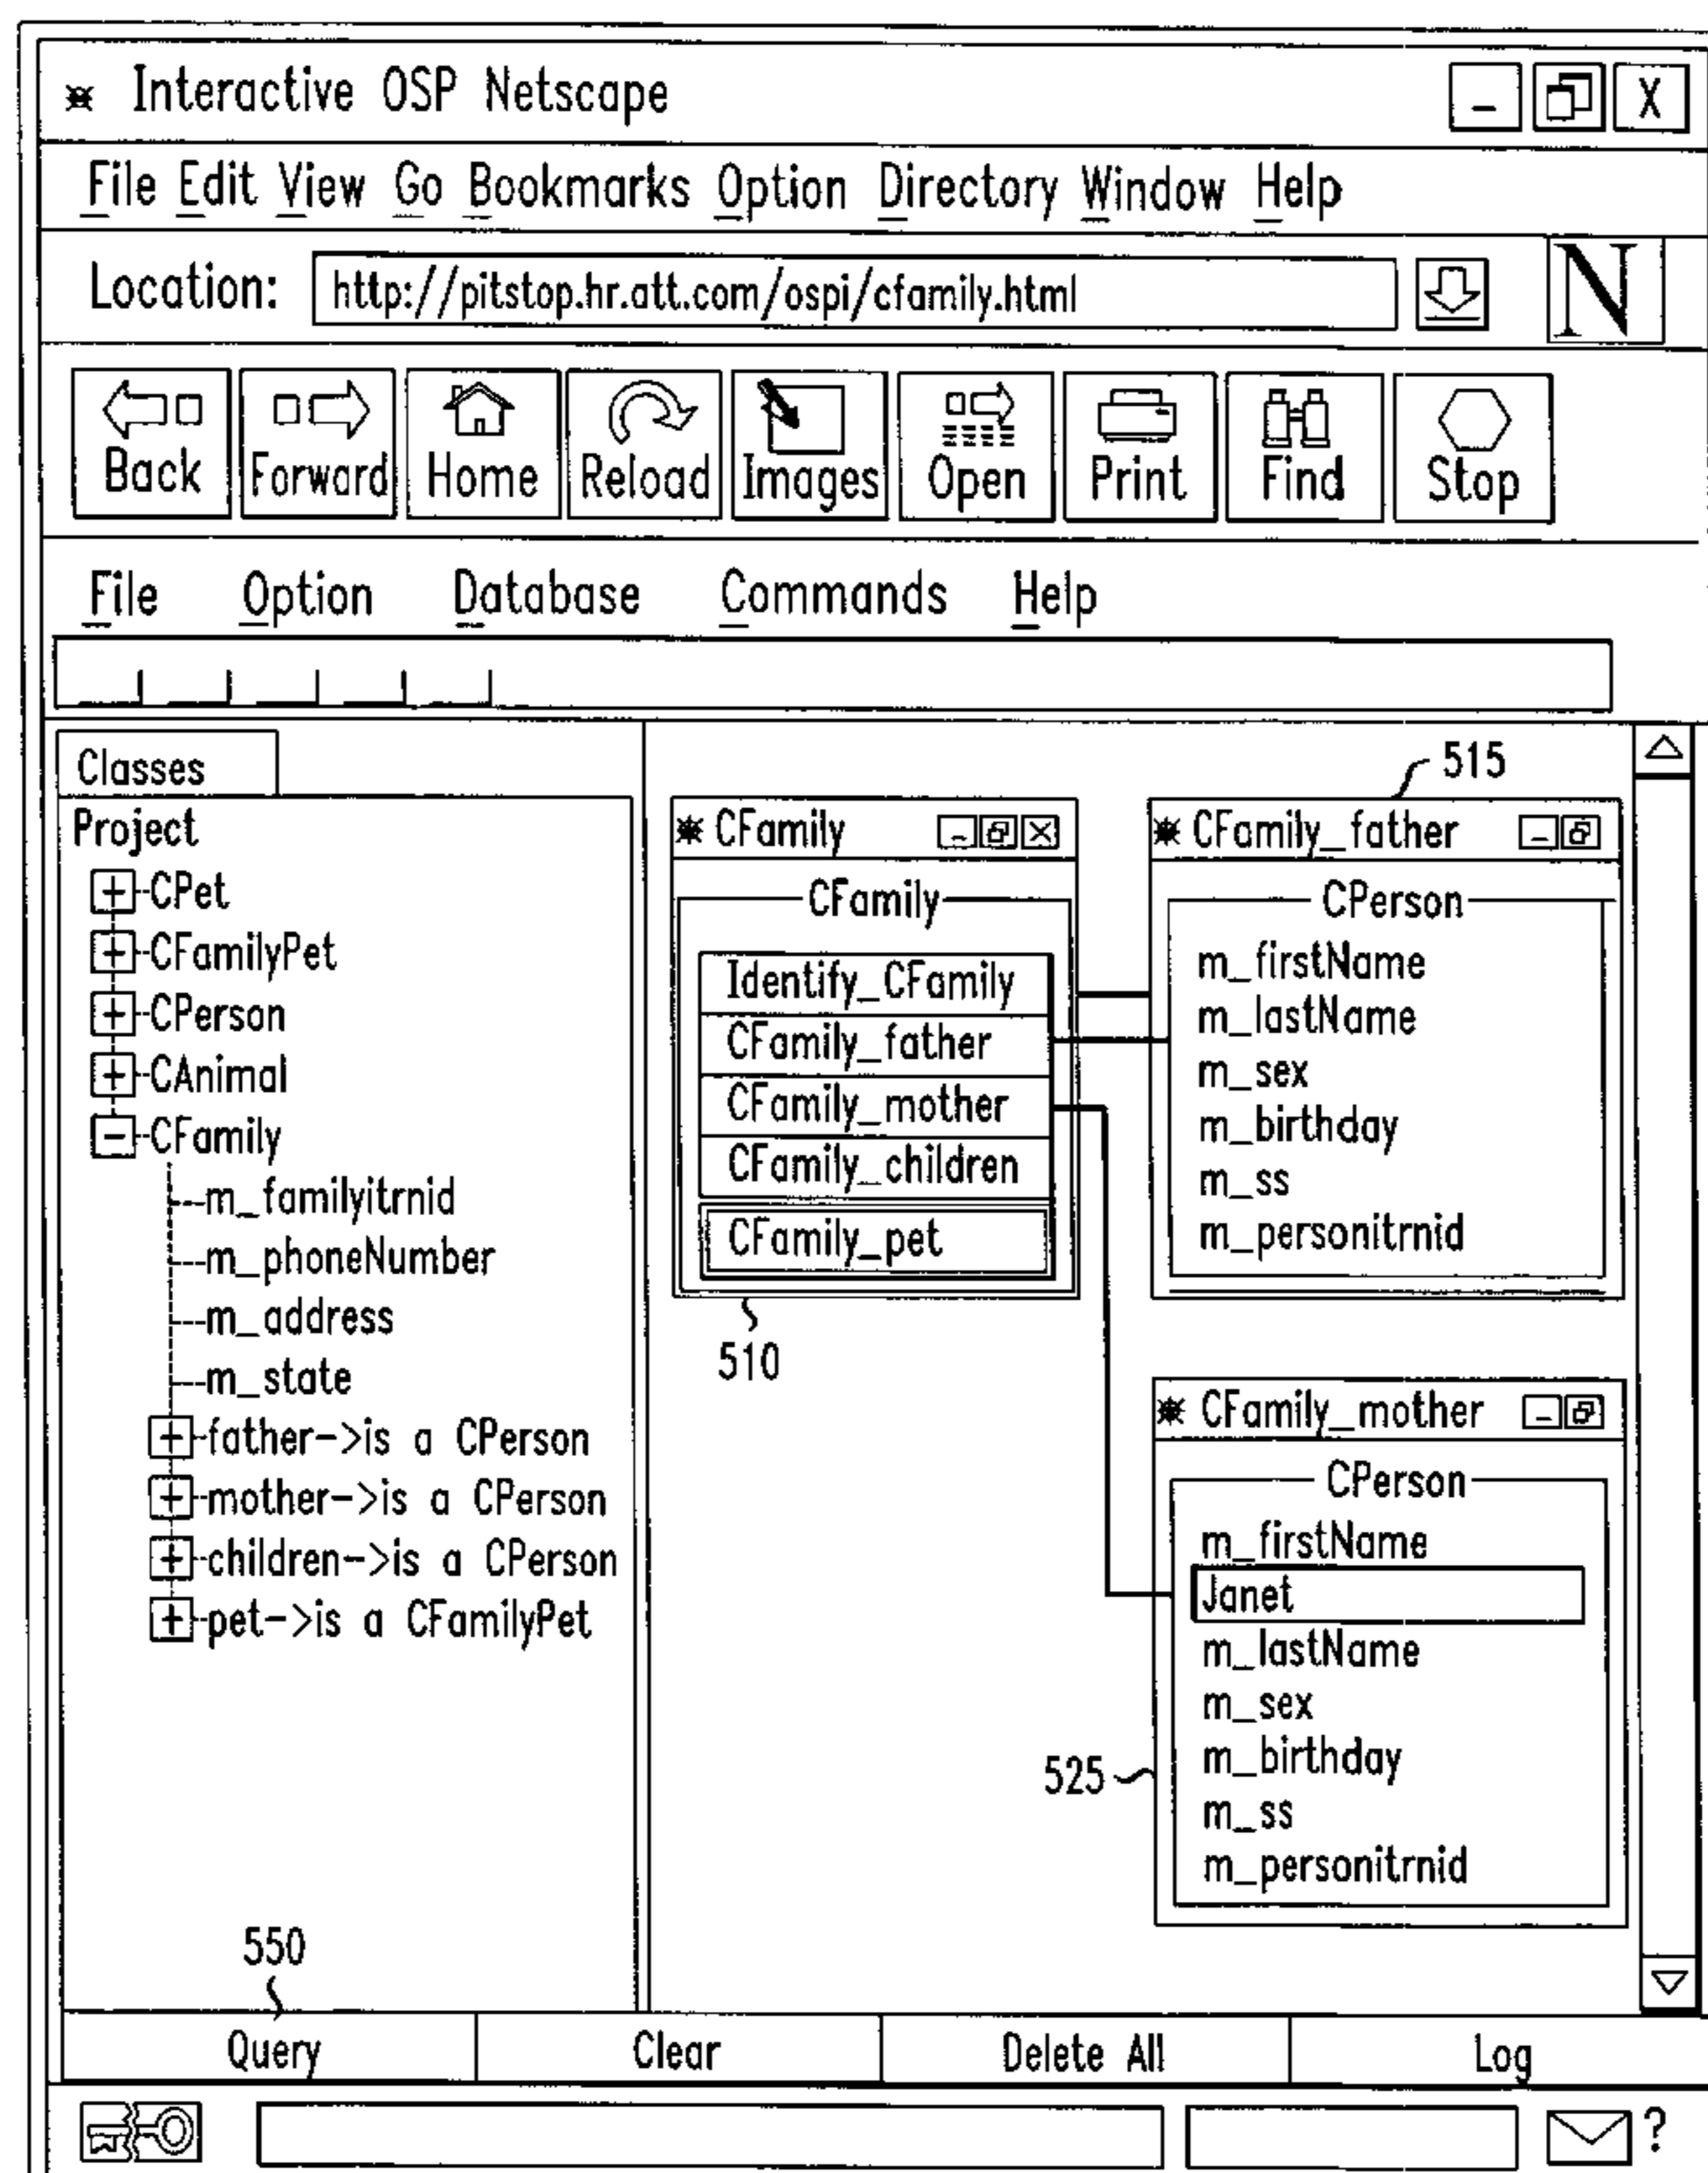 Interactive OSP Netscape
X
File Edit View Go Bookmarks Option Directory Window Help
Location: http://pitstop.hr.att.com/ospi/cfamily.html
N
Back Forward Home Reload Images Open Print Find Stop
File Option Database Commands Help
Classes
Project
CPet
CFamilyPet
CPerson
CAnimal
CFamily
m_familyitrnid
m_phoneNumber
m_address
m_state
father->is a CPerson
mother->is a CPerson
children->is a CPerson
pet->is a CFamilyPet
CFamily
CFamily
Identify_CFamily
CFamily_father
CFamily_mother
CFamily_children
CFamily_pet
510
515
CFamily_father
CPerson
m_firstName
m_lastName
m_sex
m_birthday
m_ss
m_personitrnid
CFamily_mother
CPerson
m_firstName
Janet
m_lastName
m_sex
m_birthday
m_ss
m_personitrnid
525
550
Query Clear Delete All Log
?